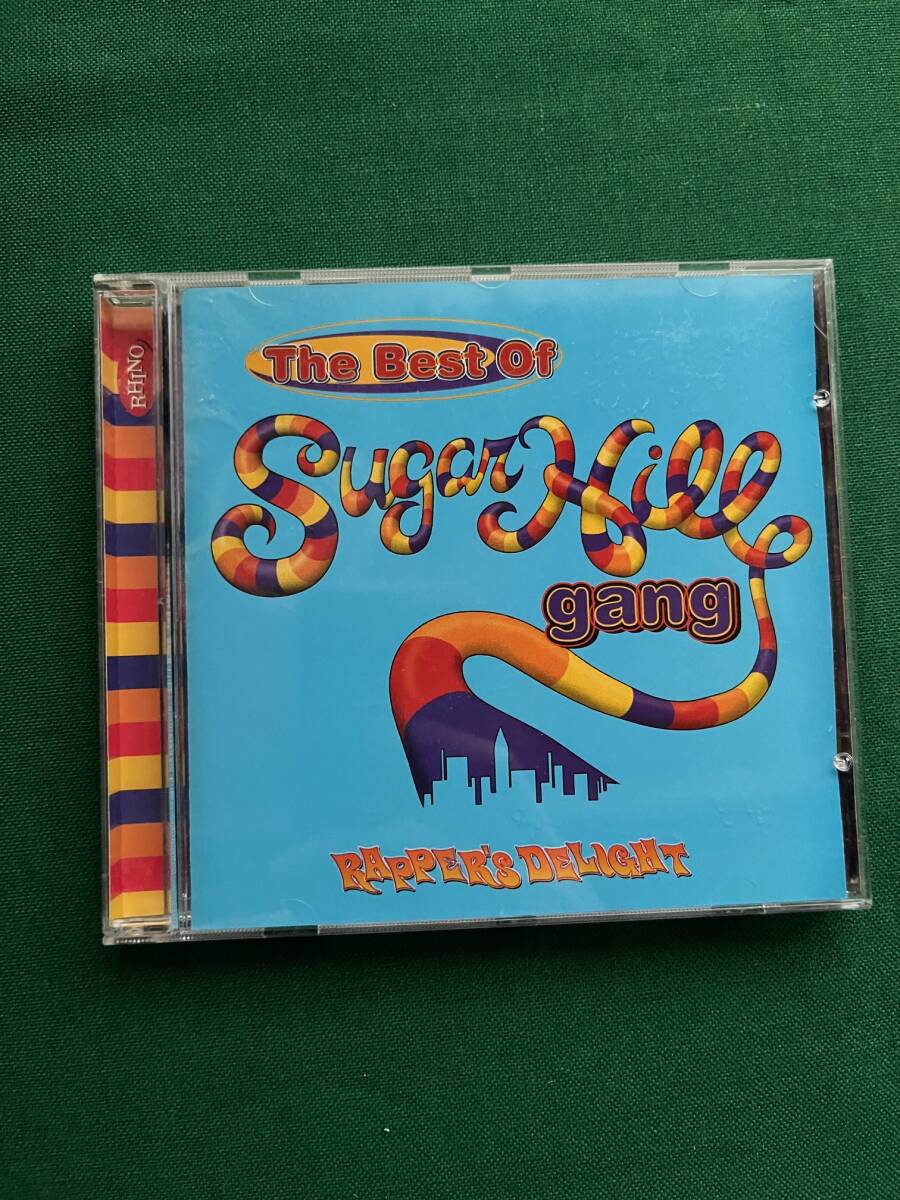 RHINO
The Best Of
Sugar Hill
gang
RAPPER'S DELIGHT